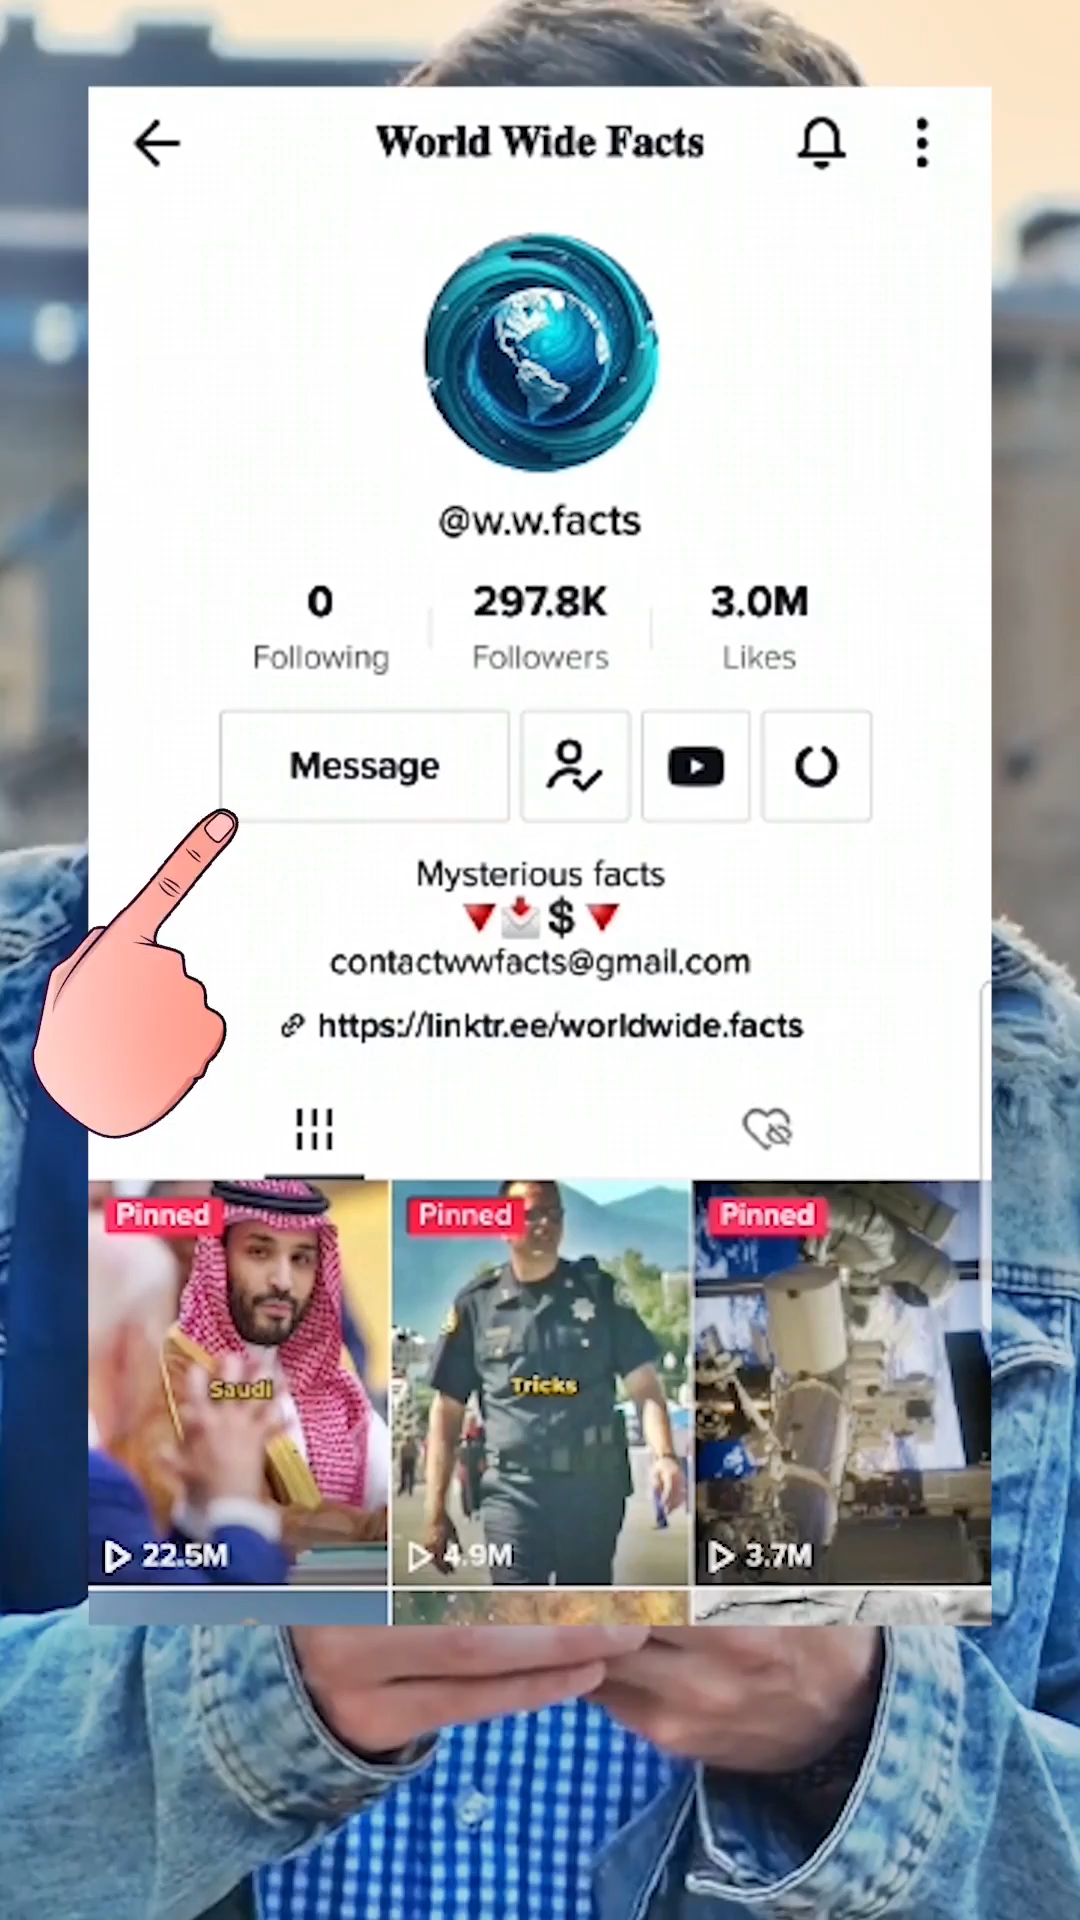 World Wide Facts
@w.w.facts
0 297.8K 3.0M
Following Followers Likes
Message
Mysterious facts
$
contactwwfacts@gmail.com
https://linktr.ee/worldwide.facts
Pinned Pinned Pinned
Saudi Tricks
22.5M 4.9M 3.7M